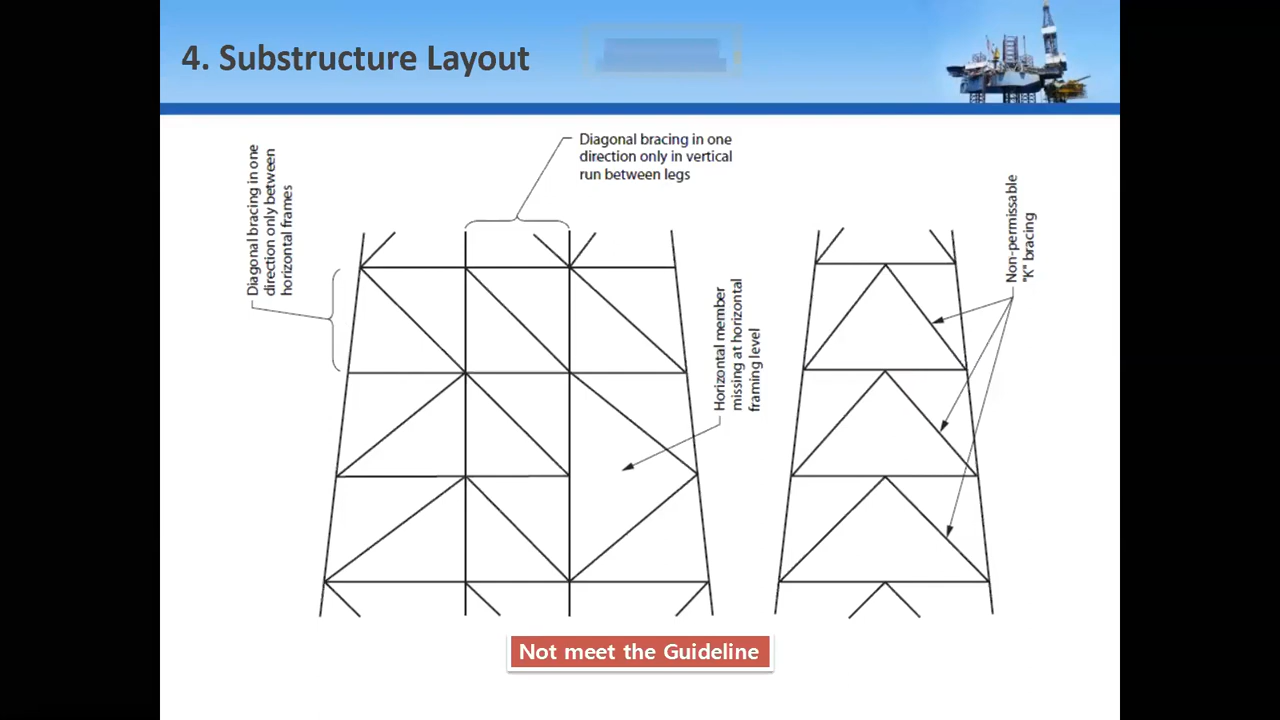 4. Substructure Layout
Diagonal bracing in one
direction only between
horizontal frames
Diagonal bracing in one
direction only in vertical
run between legs
Horizontal member
missing at horizontal
framing level
Non-permissable
"K" bracing
Not meet the Guideline